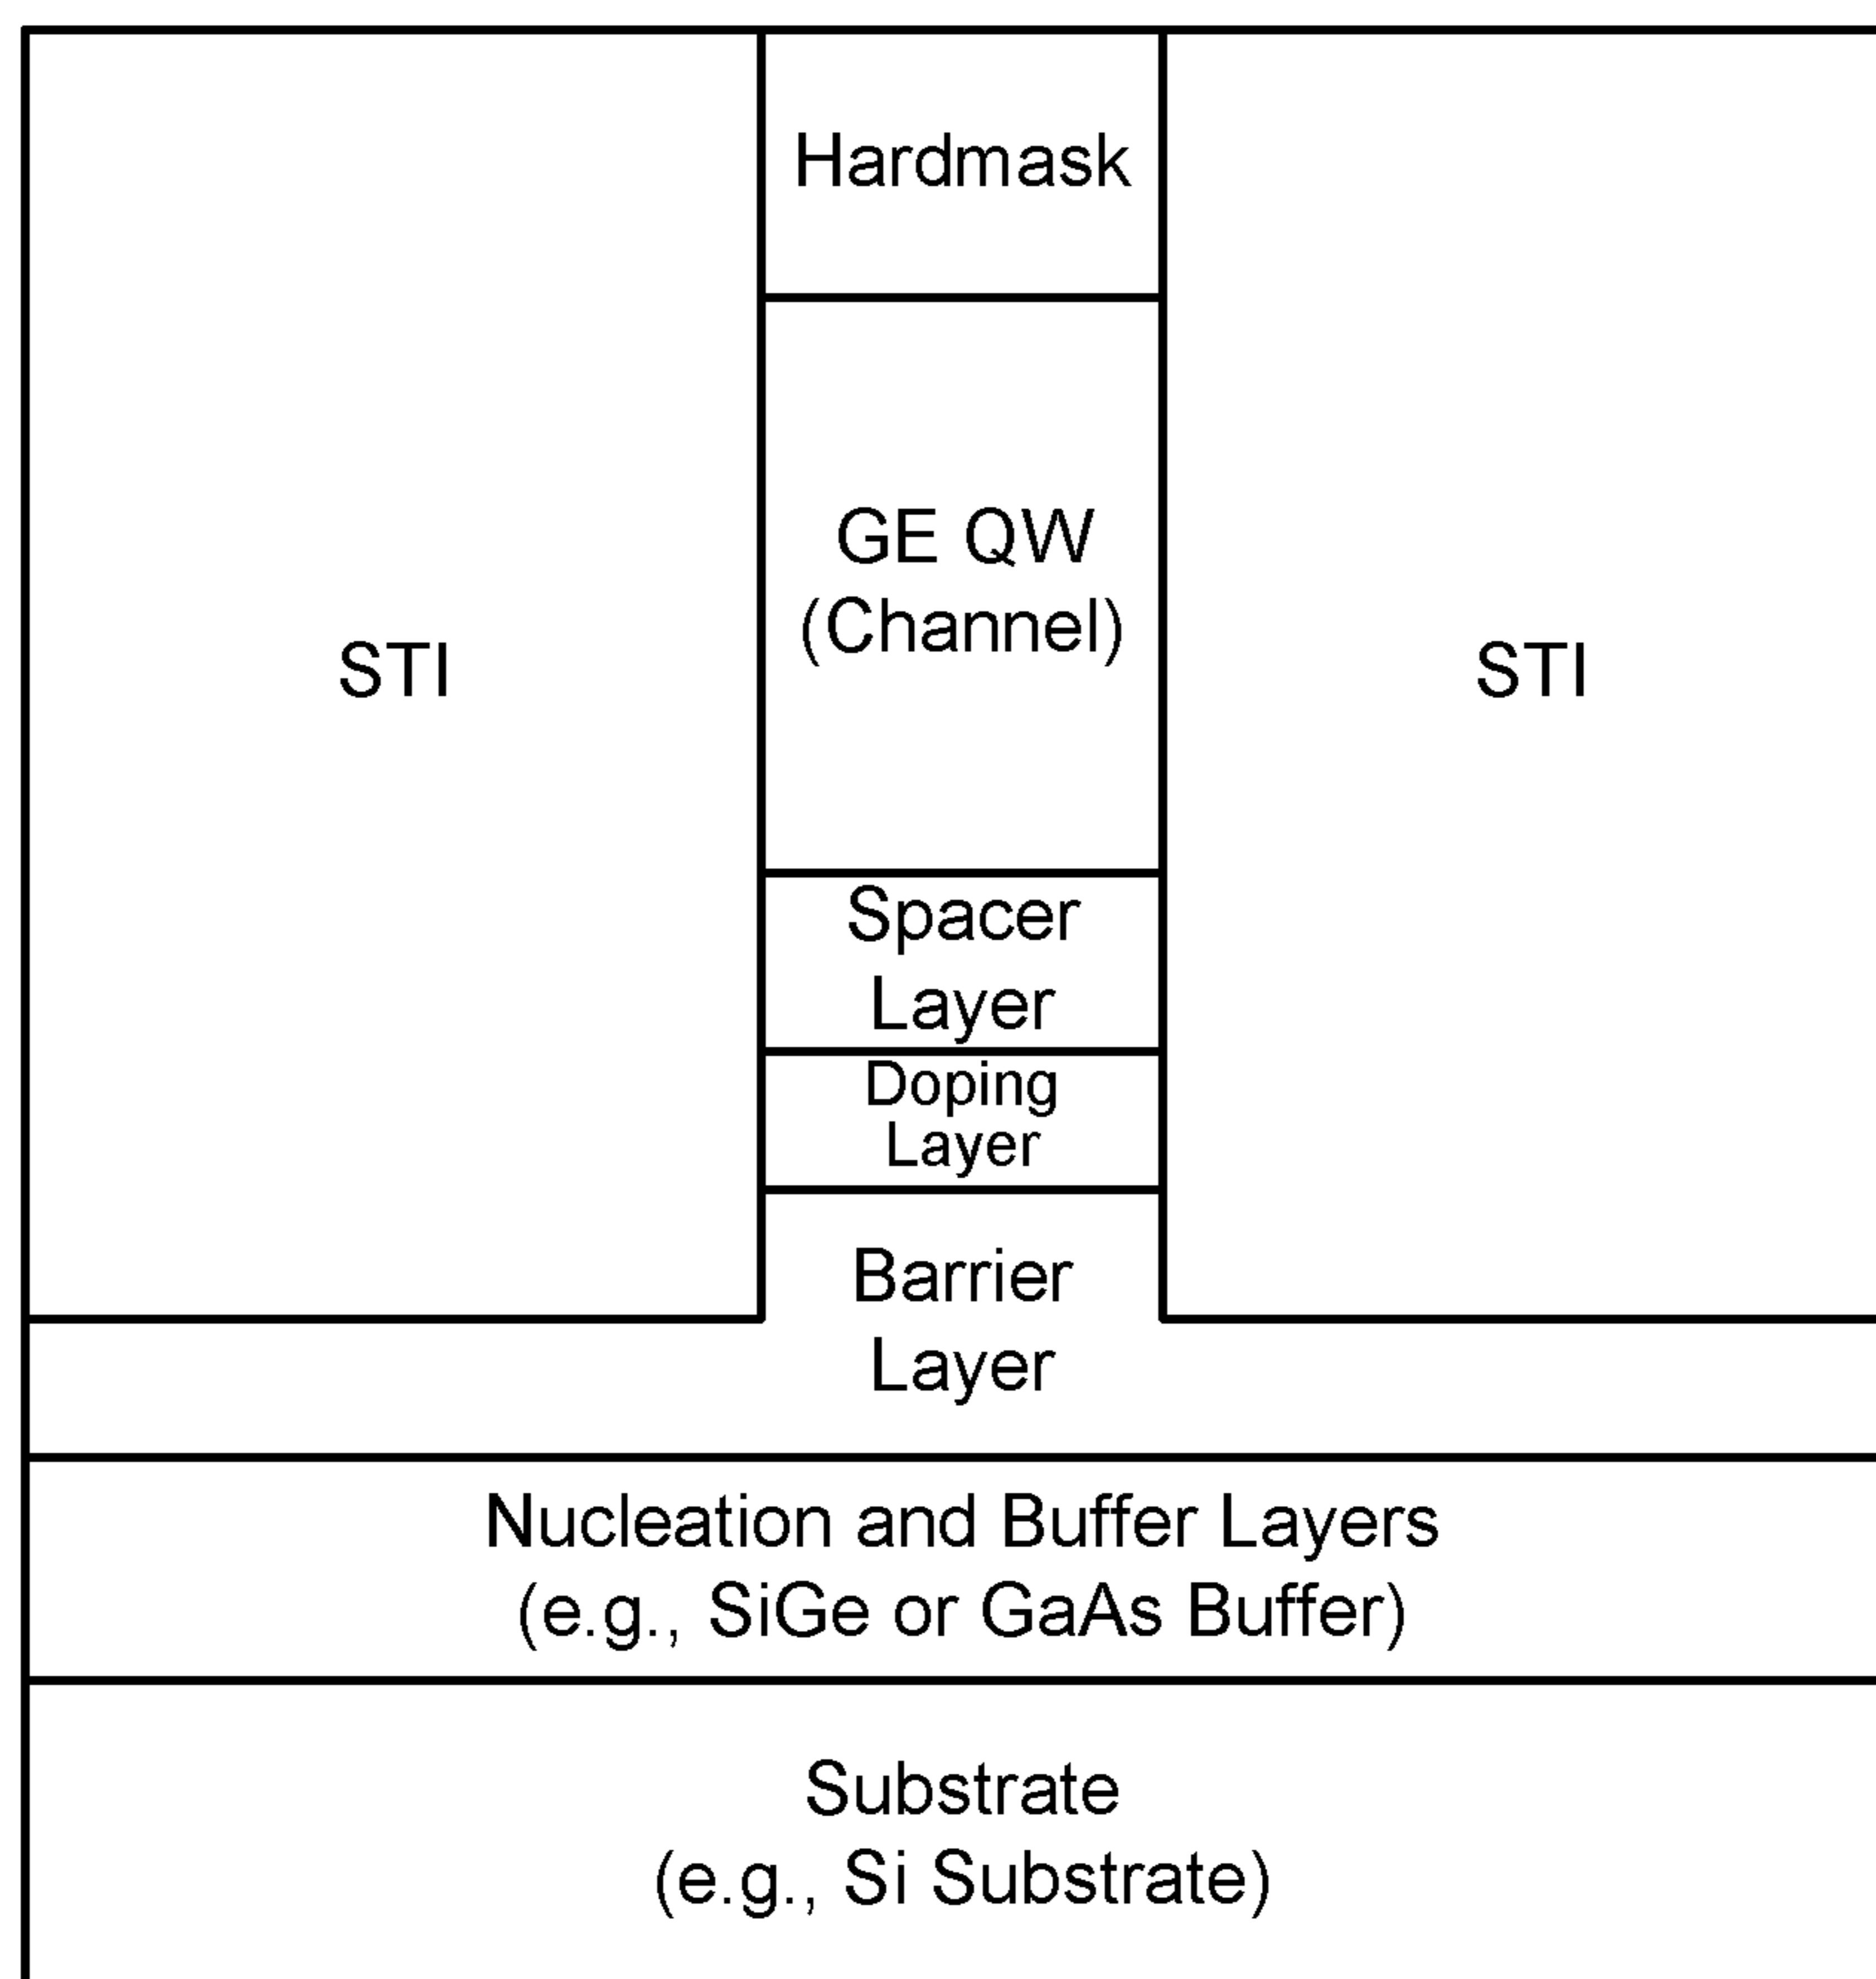 Hardmask
GE QW
(Channel)
STI
STI
Spacer
Layer
Doping
Layer
Barrier
Layer
Nucleation and Buffer Layers
(e.g., SiGe or GaAs Buffer)
Substrate
(e.g., Si Substrate)